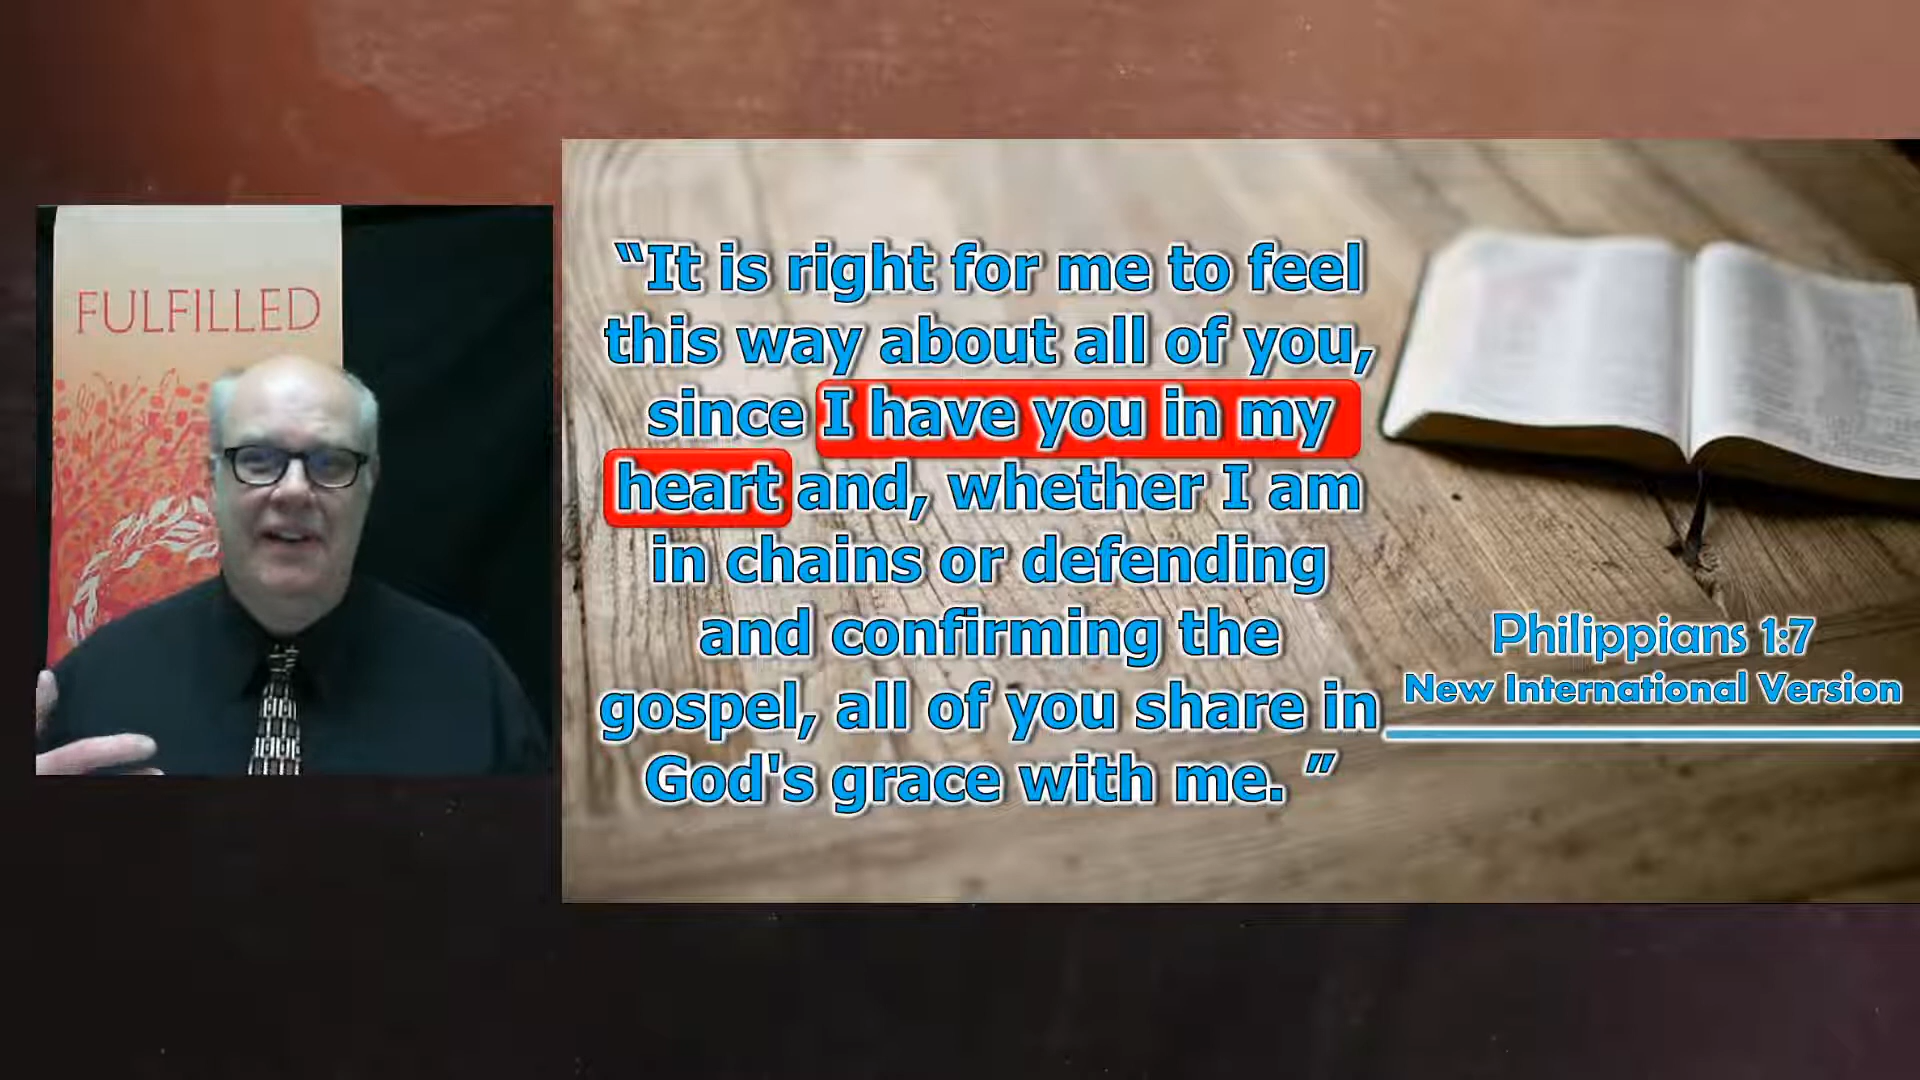 FULFILLED
“It is right for me to feel
this way about all of you,
since I have you in my
heart and, whether I am
in chains or defending
and confirming the
gospel, all of you share in
God's grace with me. ”
Philippians 1:7
New International Version